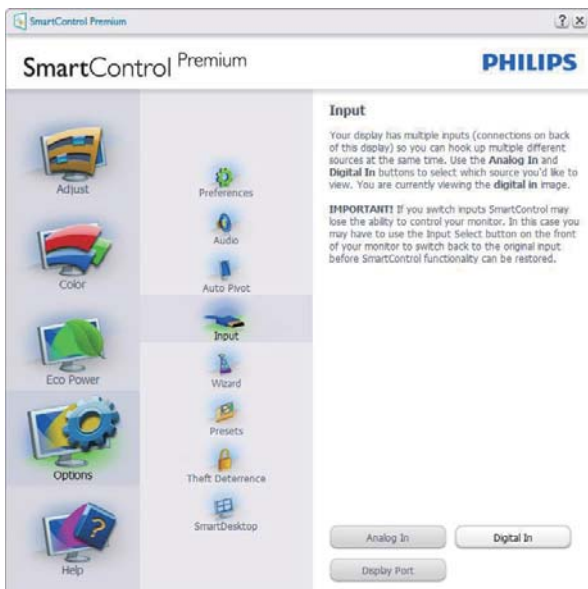 SmartControl Premium
SmartControl Premium
PHILIPS
Adjust
Color
Eco Power
Options
Help
Preferences
Audio
Auto Pivot
Input
Wizard
Presets
Theft Deterrence
SmartDesktop
Input
Your display has multiple inputs (connections on back
of this display) so you can hook up multiple different
sources at the same time. Use the Analog In and
Digital In buttons to select which source you'd like to
view. You are currently viewing the digital in image.
IMPORTANT! If you switch inputs SmartControl may
lose the ability to control your monitor. In this case you
may have to use the Input Select button on the front
of your monitor to switch back to the original input
before SmartControl functionality can be restored.
Analog In
Digital In
Display Port